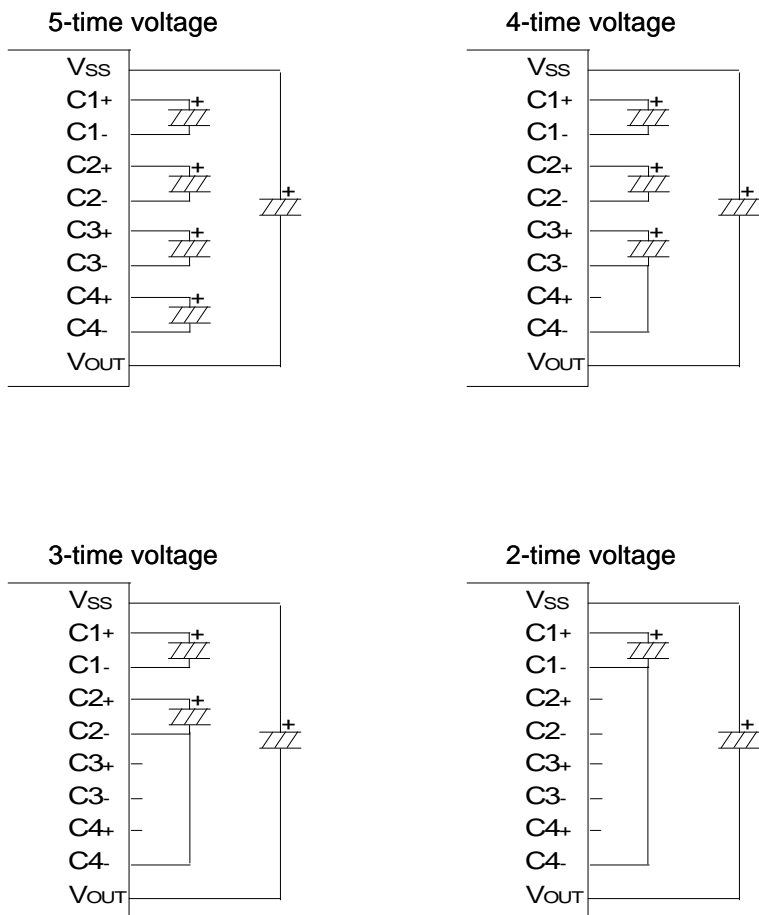 5-time voltage
VSS
C1+
C1-
C2+
C2-
C3+
C3-
C4+
C4-
VOUT
+
+
+
+
+
4-time voltage
VSS
C1+
C1-
C2+
C2-
C3+
C3-
C4+
C4-
VOUT
+
+
+
+
3-time voltage
VSS
C1+
C1-
C2+
C2-
C3+
C3-
C4+
C4-
VOUT
+
+
+
2-time voltage
VSS
C1+
C1-
C2+
C2-
C3+
C3-
C4+
C4-
VOUT
+
+